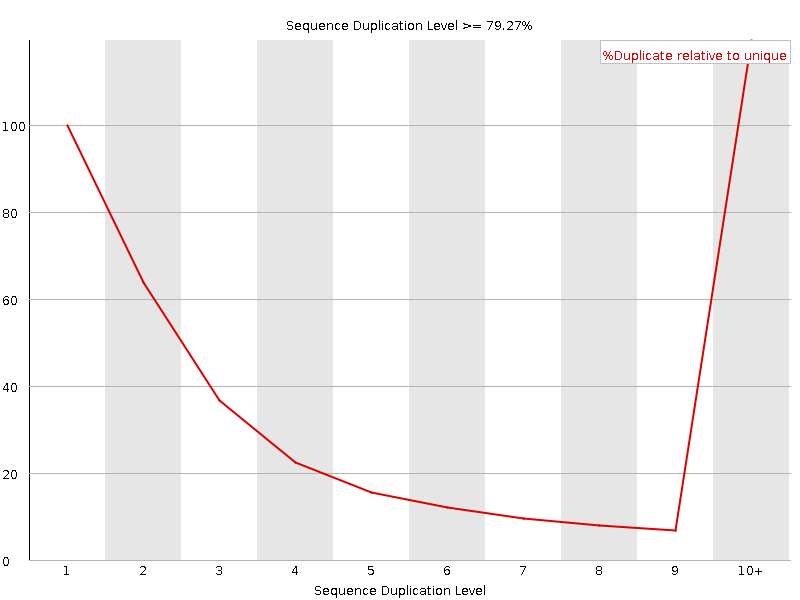 Sequence Duplication Level >= 79.27%
%Duplicate relative to unique
100
80
60
40
20
0
1 2 3 4 5 6 7 8 9 10+
Sequence Duplication Level